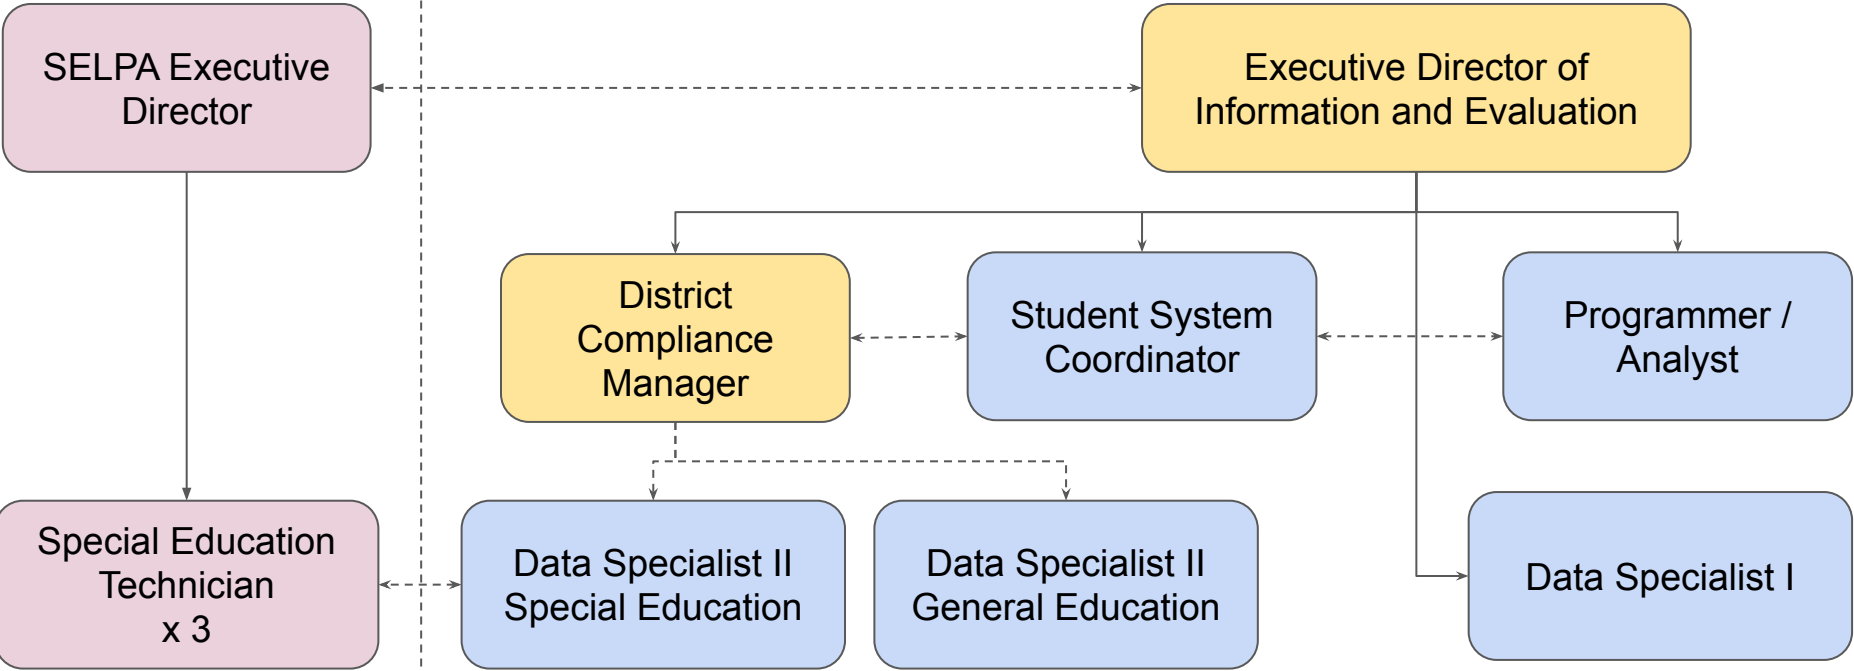 SELPA Executive
Director
Executive Director of
Information and Evaluation
District
Compliance
Manager
Student System
Coordinator
Programmer /
Analyst
Special Education
Technician
x 3
Data Specialist II
Special Education
Data Specialist II
General Education
Data Specialist I